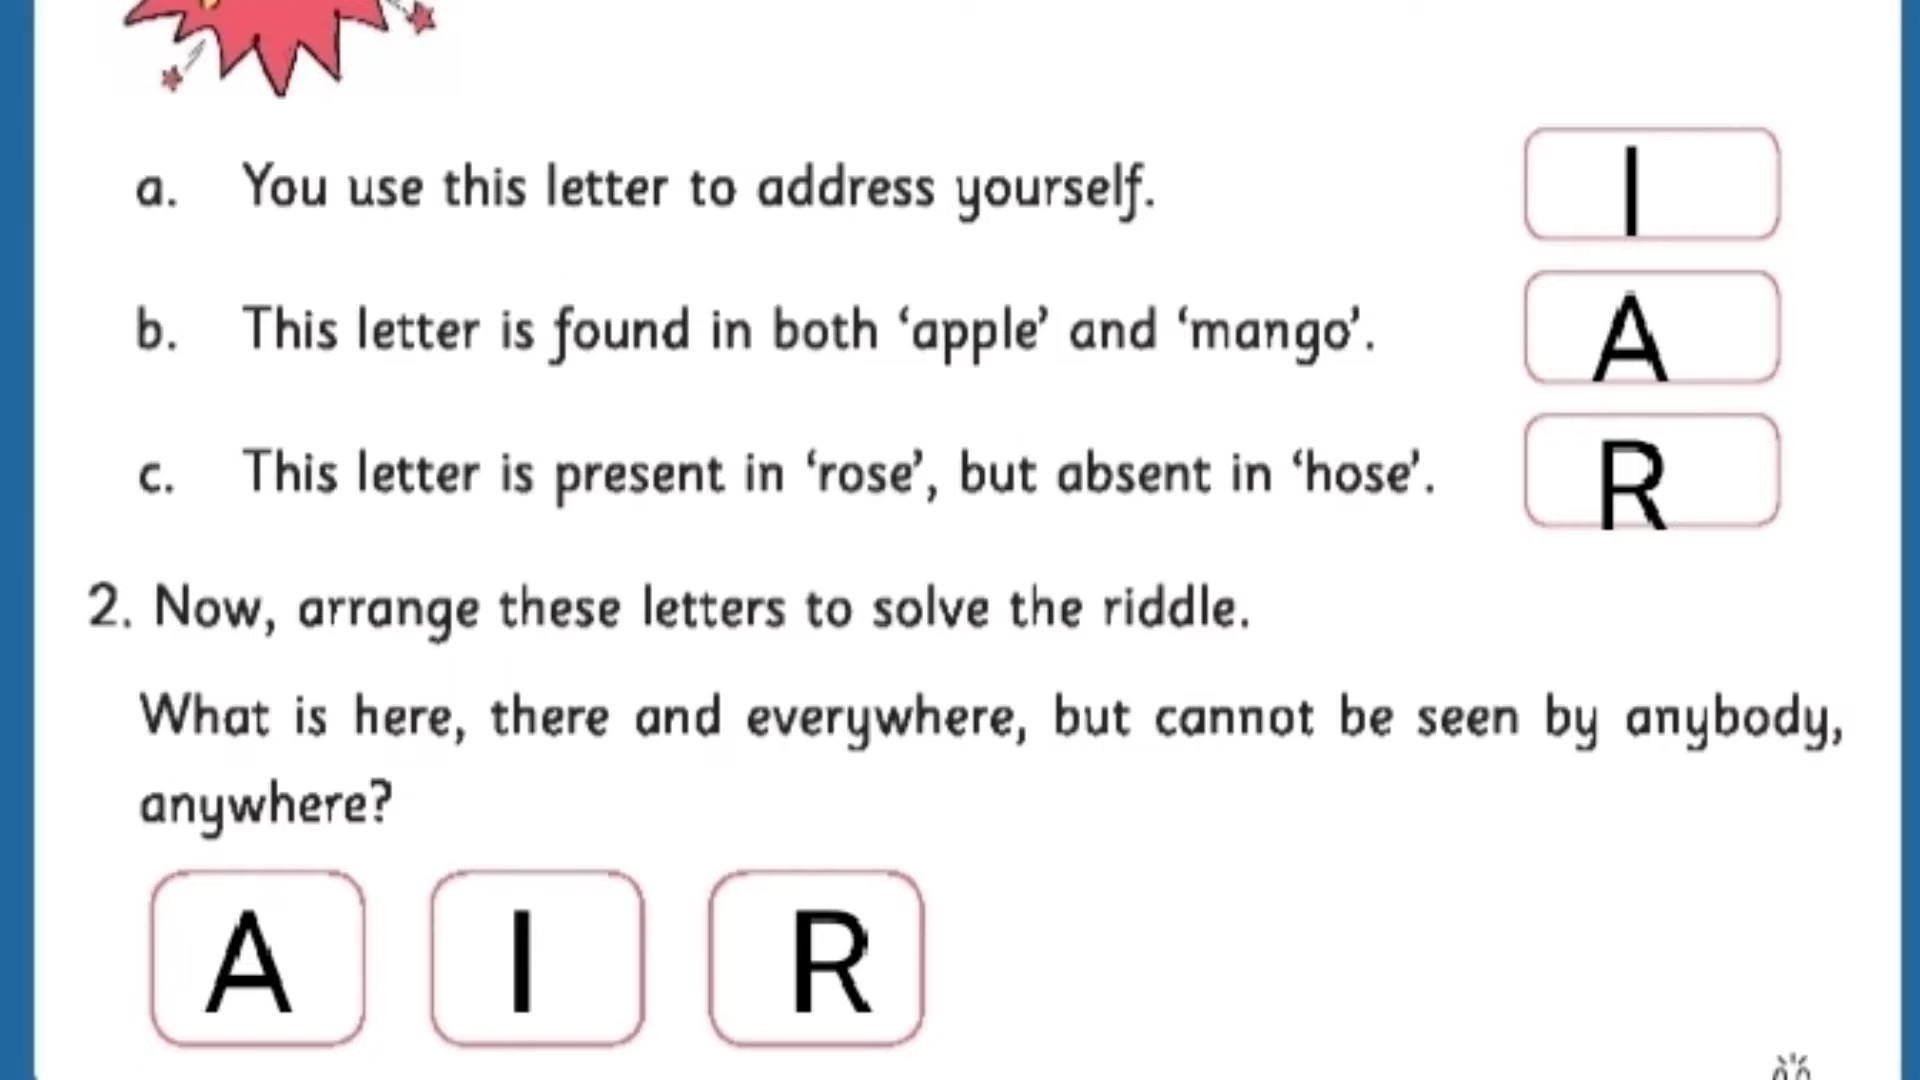 a. You use this letter to address yourself. I
b. This letter is found in both ‘apple’ and ‘mango’. A
c. This letter is present in ‘rose’, but absent in ‘hose’. R
2. Now, arrange these letters to solve the riddle.
What is here, there and everywhere, but cannot be seen by anybody,
anywhere?
A I R